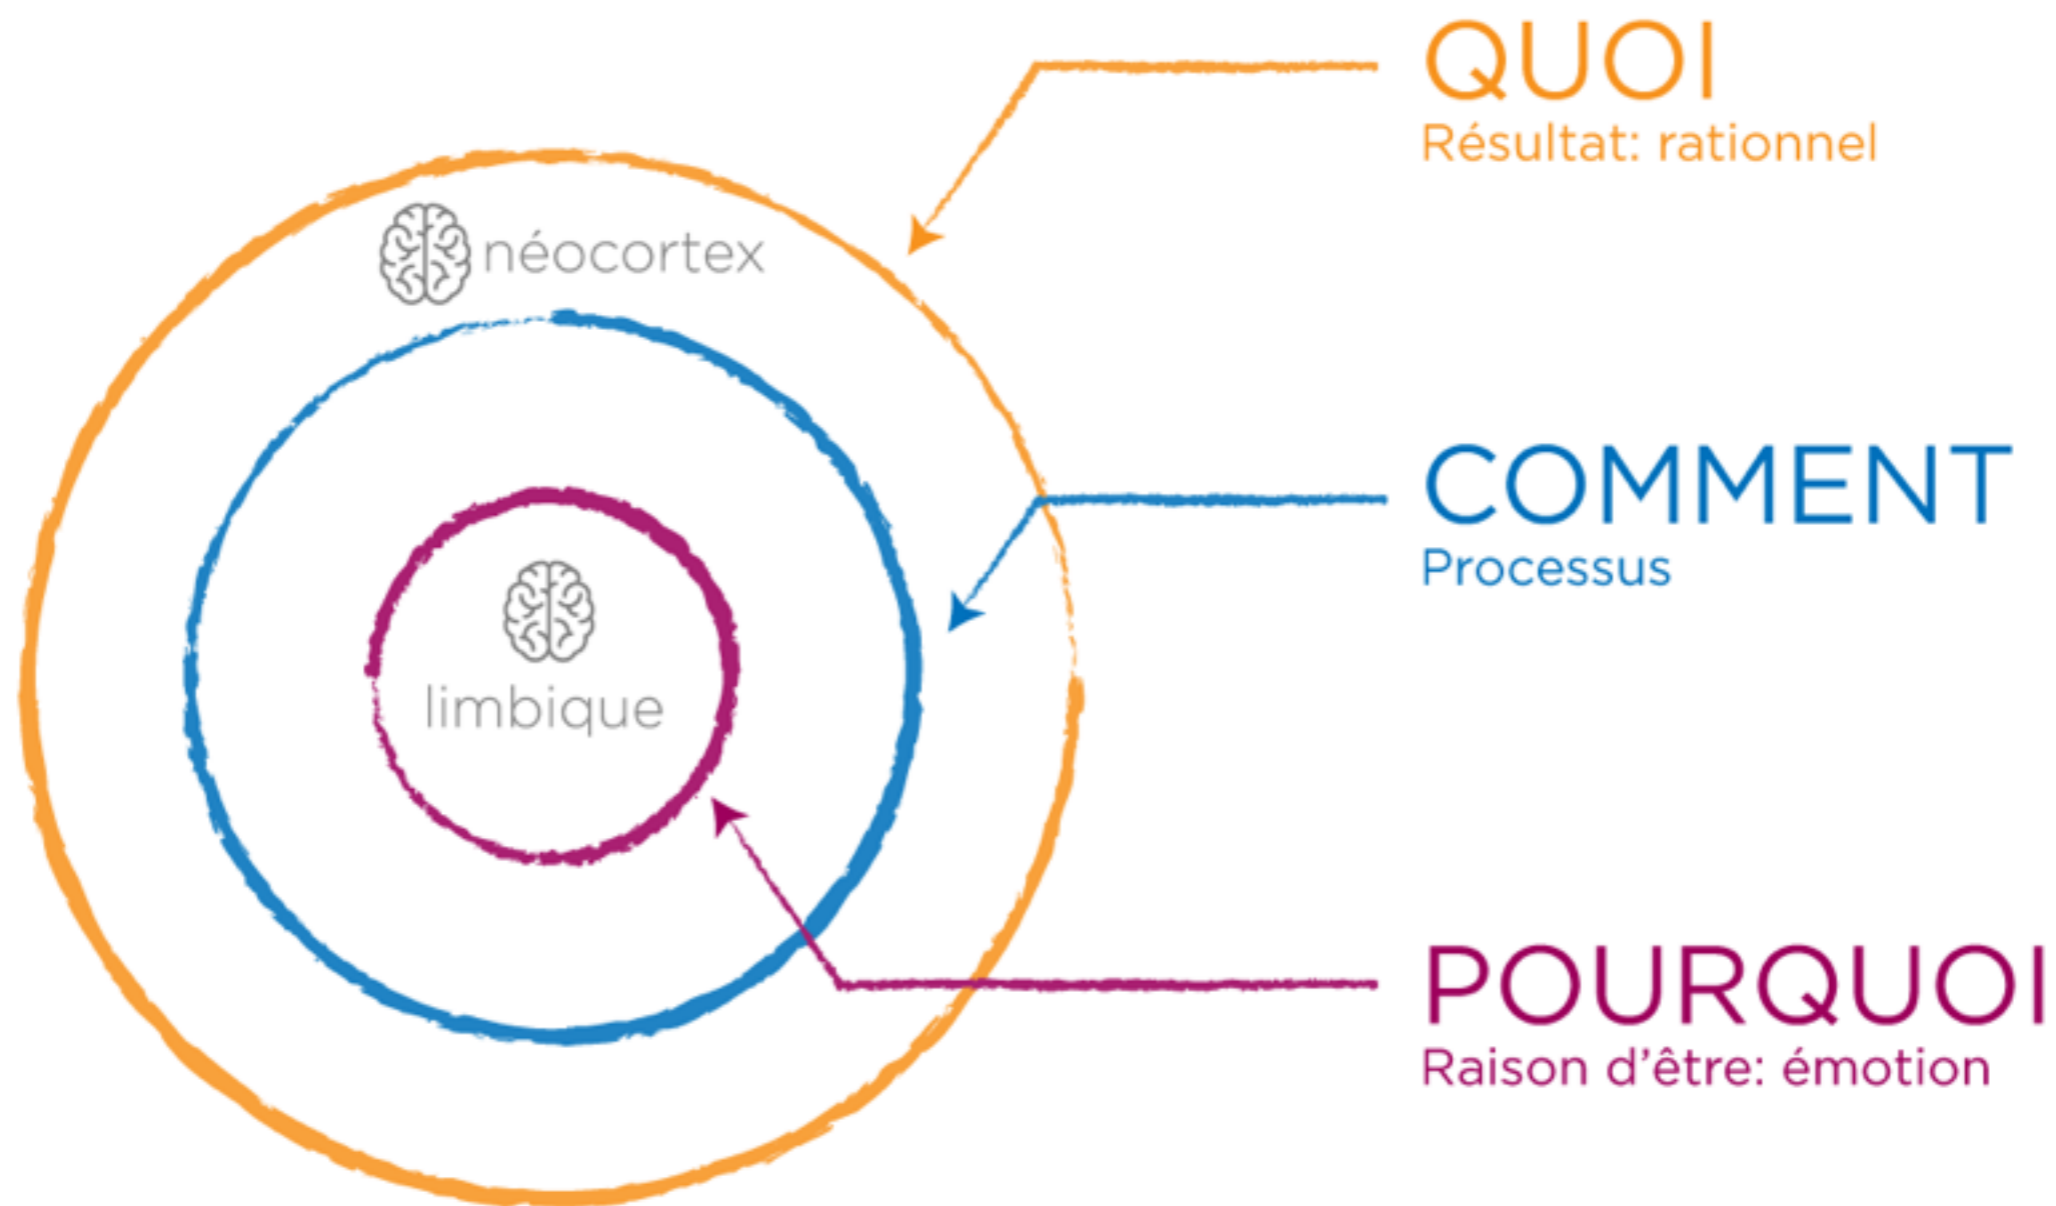 QUOI
Résultat: rationnel
néocortex
COMMENT
Processus
limbique
POURQUOI
Raison d'être: émotion